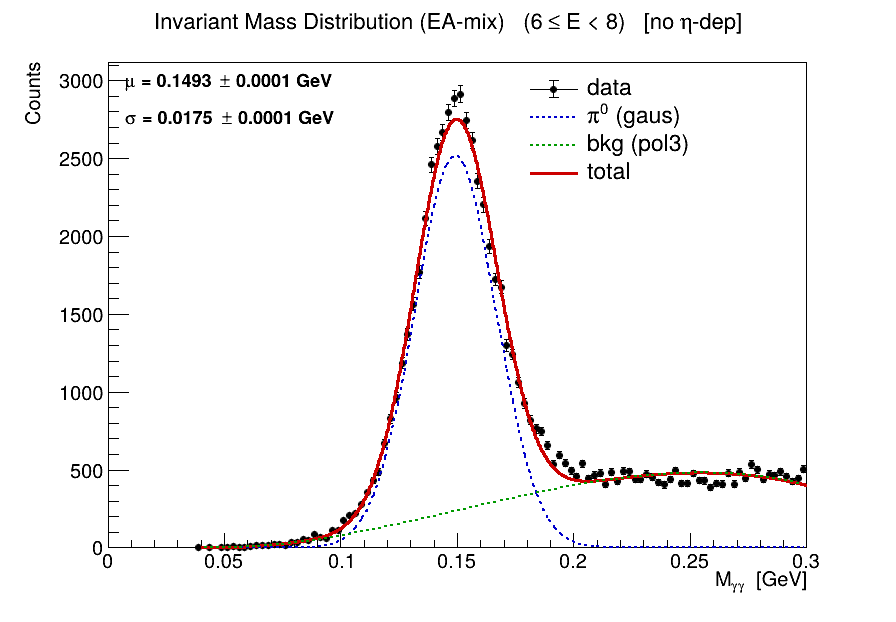 Invariant Mass Distribution (EA-mix)   (6 ≤ E < 8)   [no η-dep]
Counts
μ = 0.1493 ± 0.0001 GeV
σ = 0.0175 ± 0.0001 GeV
data
π⁰ (gaus)
bkg (pol3)
total
3000
2500
2000
1500
1000
500
0
0 0.05 0.1 0.15 0.2 0.25 0.3
Mγγ [GeV]